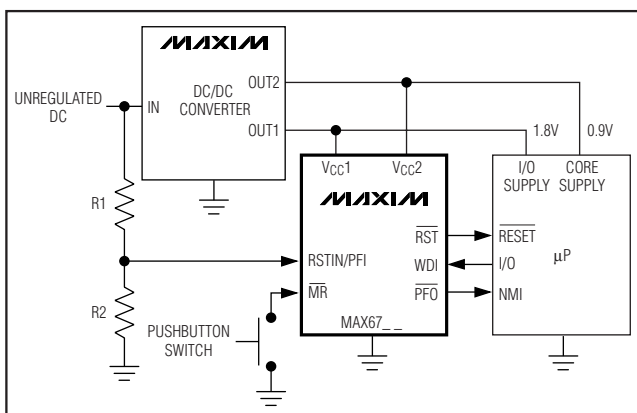 MAXIM
UNREGULATED
DC
IN
DC/DC
CONVERTER
OUT2
OUT1
1.8V
0.9V
VCC1
VCC2
I/O
SUPPLY
CORE
SUPPLY
MAXIM
R1
RSTIN/PFI
MR
RST
WDI
PFO
MAX67_ _
RESET
I/O
NMI
µP
R2
PUSHBUTTON
SWITCH